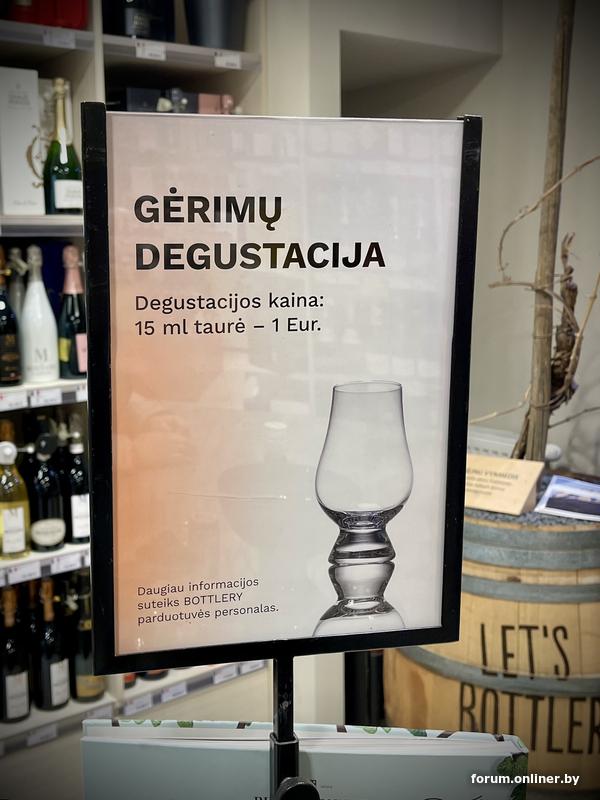 GĖRIMŲ
DEGUSTACIJA
Degustacijos kaina:
15 ml taurė – 1 Eur.
Daugiau informacijos
suteiks BOTTLERY
parduotuvės personalas.
LET'S
BOTTLER
forum.onliner.by